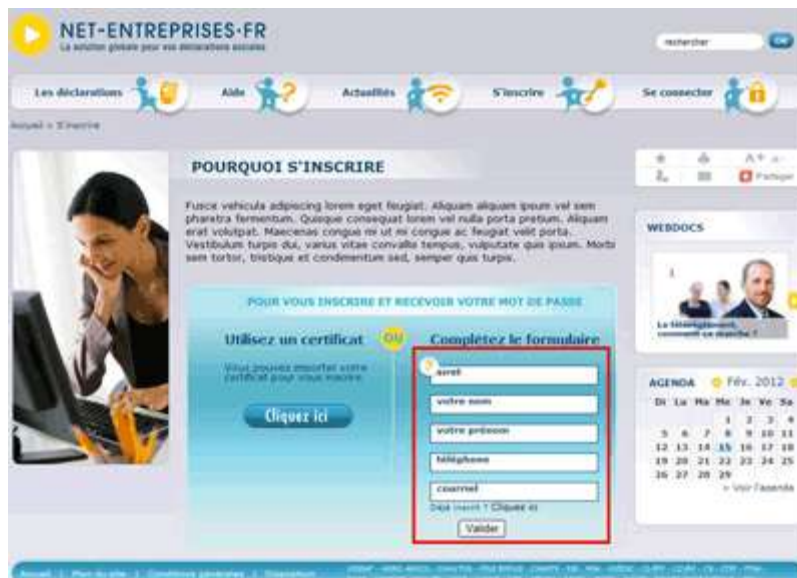 NET-ENTREPRISES·FR
La solution globale pour vos déclarations sociales
rechercher
OK
Les déclarations
Aide
Actualités
S'inscrire
Se connecter
Accueil > S'inscrire
POURQUOI S'INSCRIRE
A+ A-
Partager
Fusce vehicula adipiscing lorem eget feugiat. Aliquam aliquam ipsum vel sem
pharetra fermentum. Quisque consequat lorem vel nulla porta pretium. Aliquam
erat volutpat. Maecenas congue mi ut mi congue ac feugiat velit porta.
Vestibulum turpis dui, varius vitae convallis tempus, vulputate quis ipsum. Morbi
sem tortor, tristique et condimentum sed, semper quis turpis.
WEBDOCS
1
Le télérèglement,
comment ça marche ?
POUR VOUS INSCRIRE ET RECEVOIR VOTRE MOT DE PASSE
Utilisez un certificat
OU
Complétez le formulaire
Vous pouvez importer votre
certificat pour vous inscrire.
Cliquez ici
?
siret
votre nom
votre prénom
téléphone
courriel
Déjà inscrit ? Cliquez ici
Valider
AGENDA
Fév. 2012
Di Lu Ma Me Je Ve Sa
1 2 3 4
5 6 7 8 9 10 11
12 13 14 15 16 17 18
19 20 21 22 23 24 25
26 27 28 29
> Voir l'agenda
Accueil | Plan du site | Conditions générales |